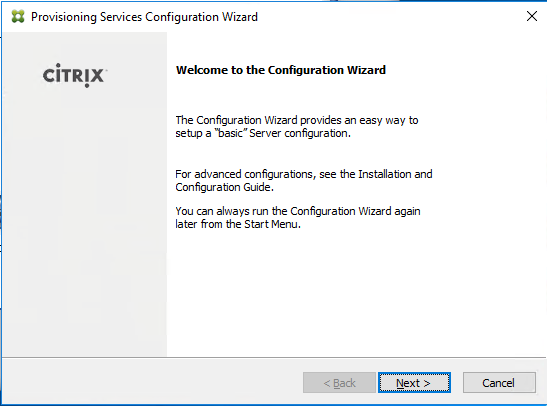 Provisioning Services Configuration Wizard
CITRIX
Welcome to the Configuration Wizard
The Configuration Wizard provides an easy way to
setup a "basic" Server configuration.
For advanced configurations, see the Installation and
Configuration Guide.
You can always run the Configuration Wizard again
later from the Start Menu.
< Back
Next >
Cancel